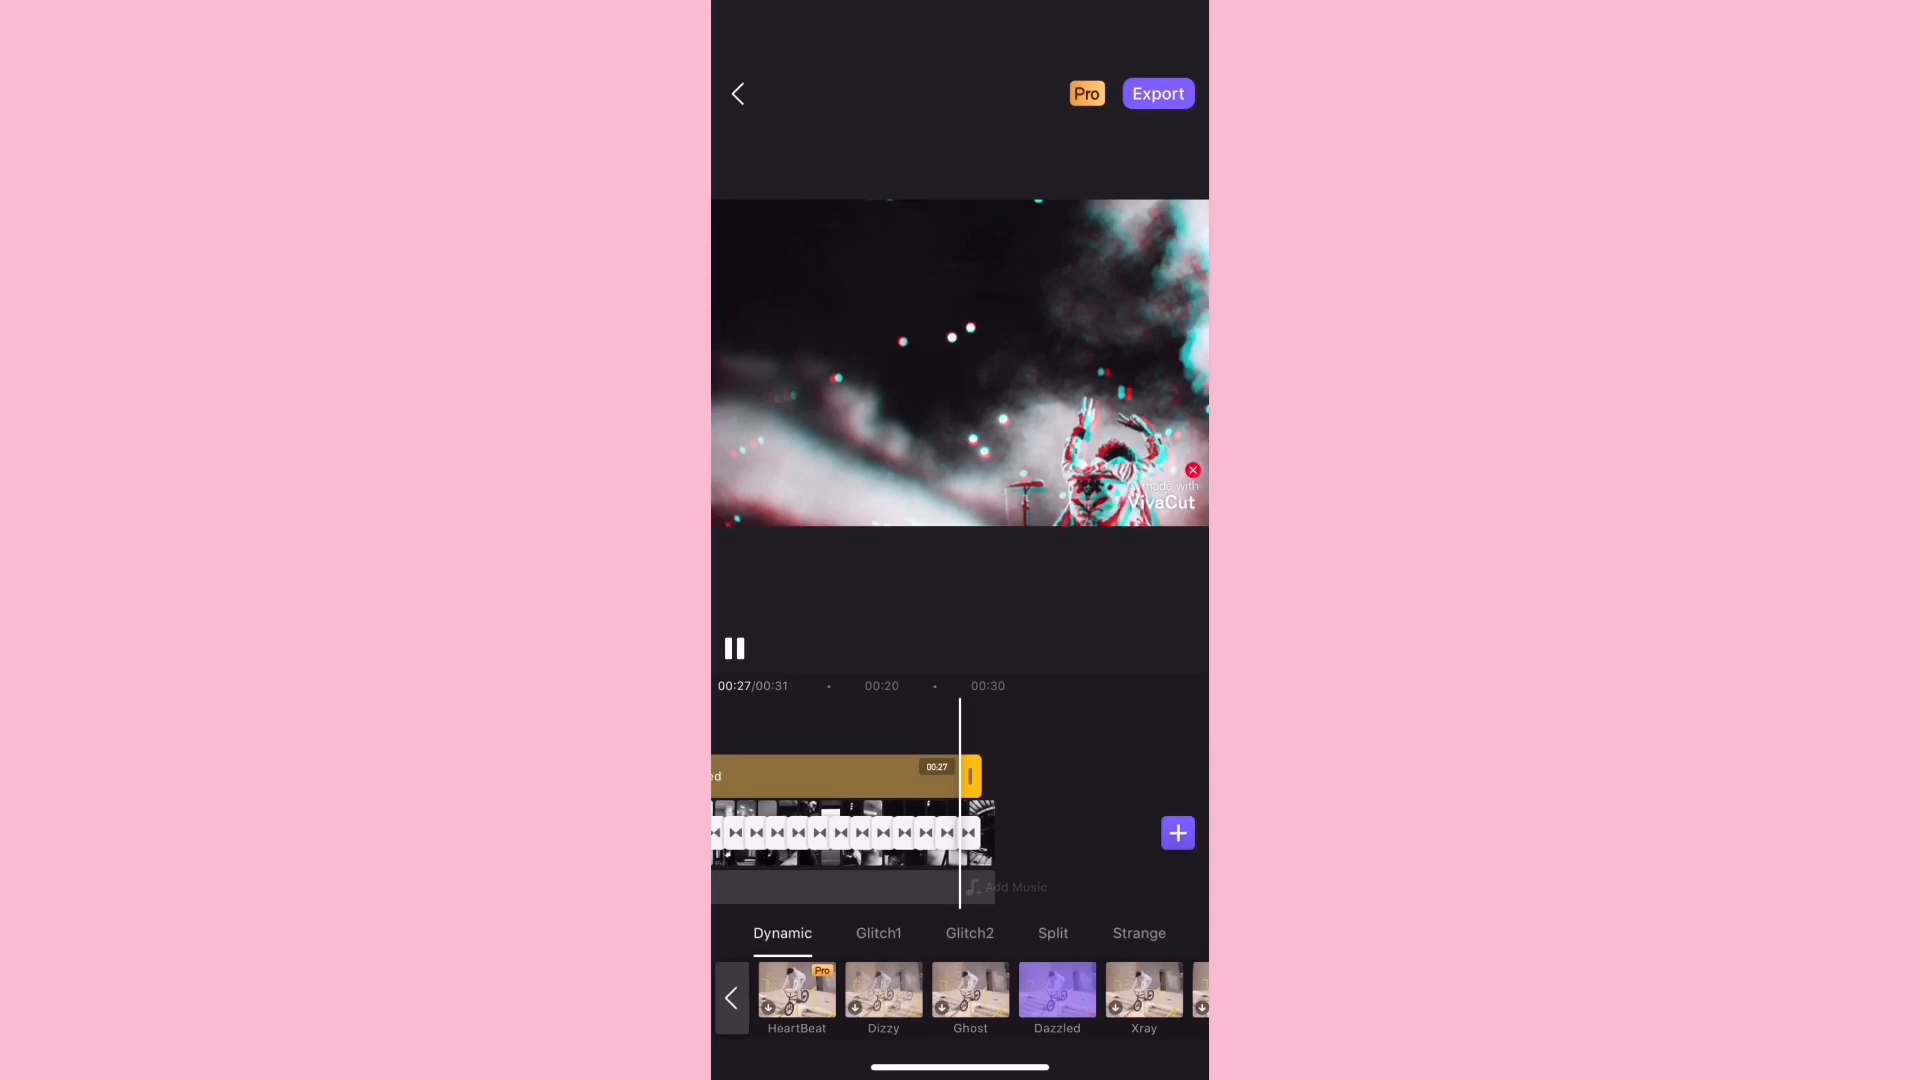 Pro Export
made with
VivaCut
00:27/00:31 00:20 00:30
00:27
ed
Add Music
Dynamic Glitch1 Glitch2 Split Strange
Pro
HeartBeat Dizzy Ghost Dazzled Xray